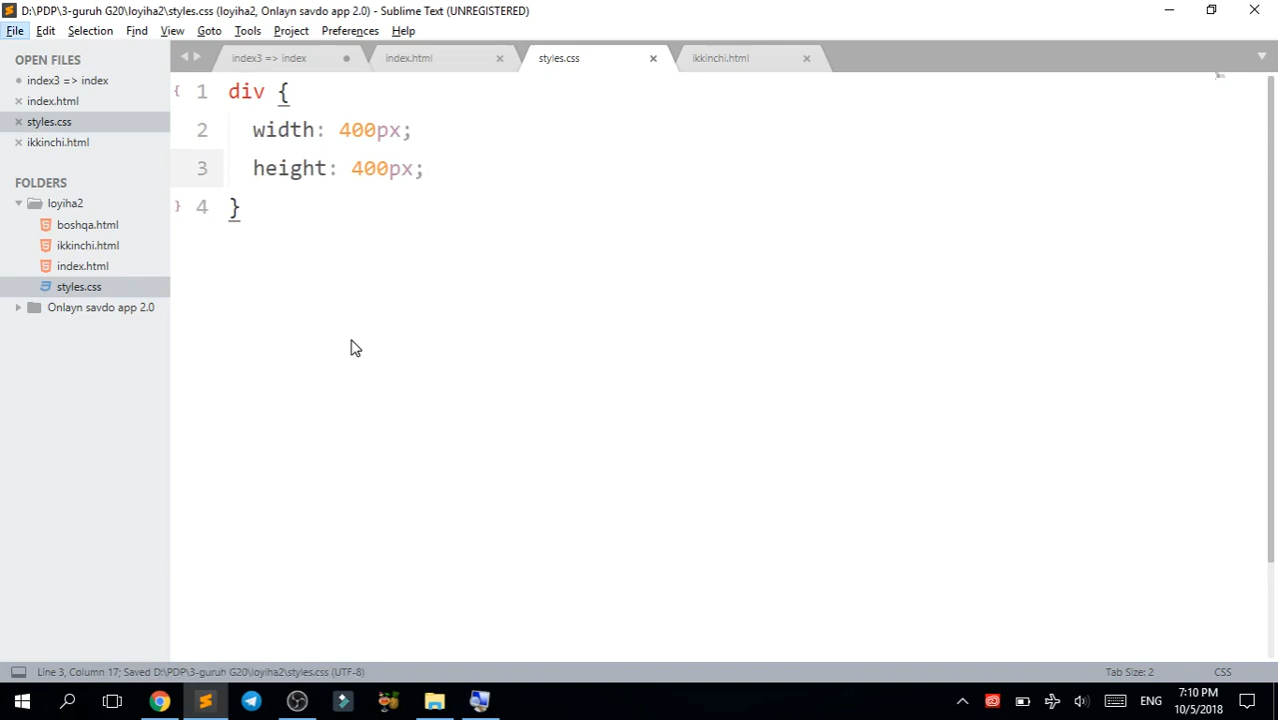 D:\PDP\3-guruh G20\loyiha2\styles.css (loyiha2, Onlayn savdo app 2.0) - Sublime Text (UNREGISTERED)
File Edit Selection Find View Goto Tools Project Preferences Help
OPEN FILES
index3 => index
index.html
styles.css
ikkinchi.html
FOLDERS
loyiha2
boshqa.html
ikkinchi.html
index.html
styles.css
Onlayn savdo app 2.0
index3 => index index.html styles.css ikkinchi.html
1 div {
2 width: 400px;
3 height: 400px;
4 }
Line 3, Column 17; Saved D:\PDP\3-guruh G20\loyiha2\styles.css (UTF-8) Tab Size: 2 CSS
ENG
7:10 PM
10/5/2018